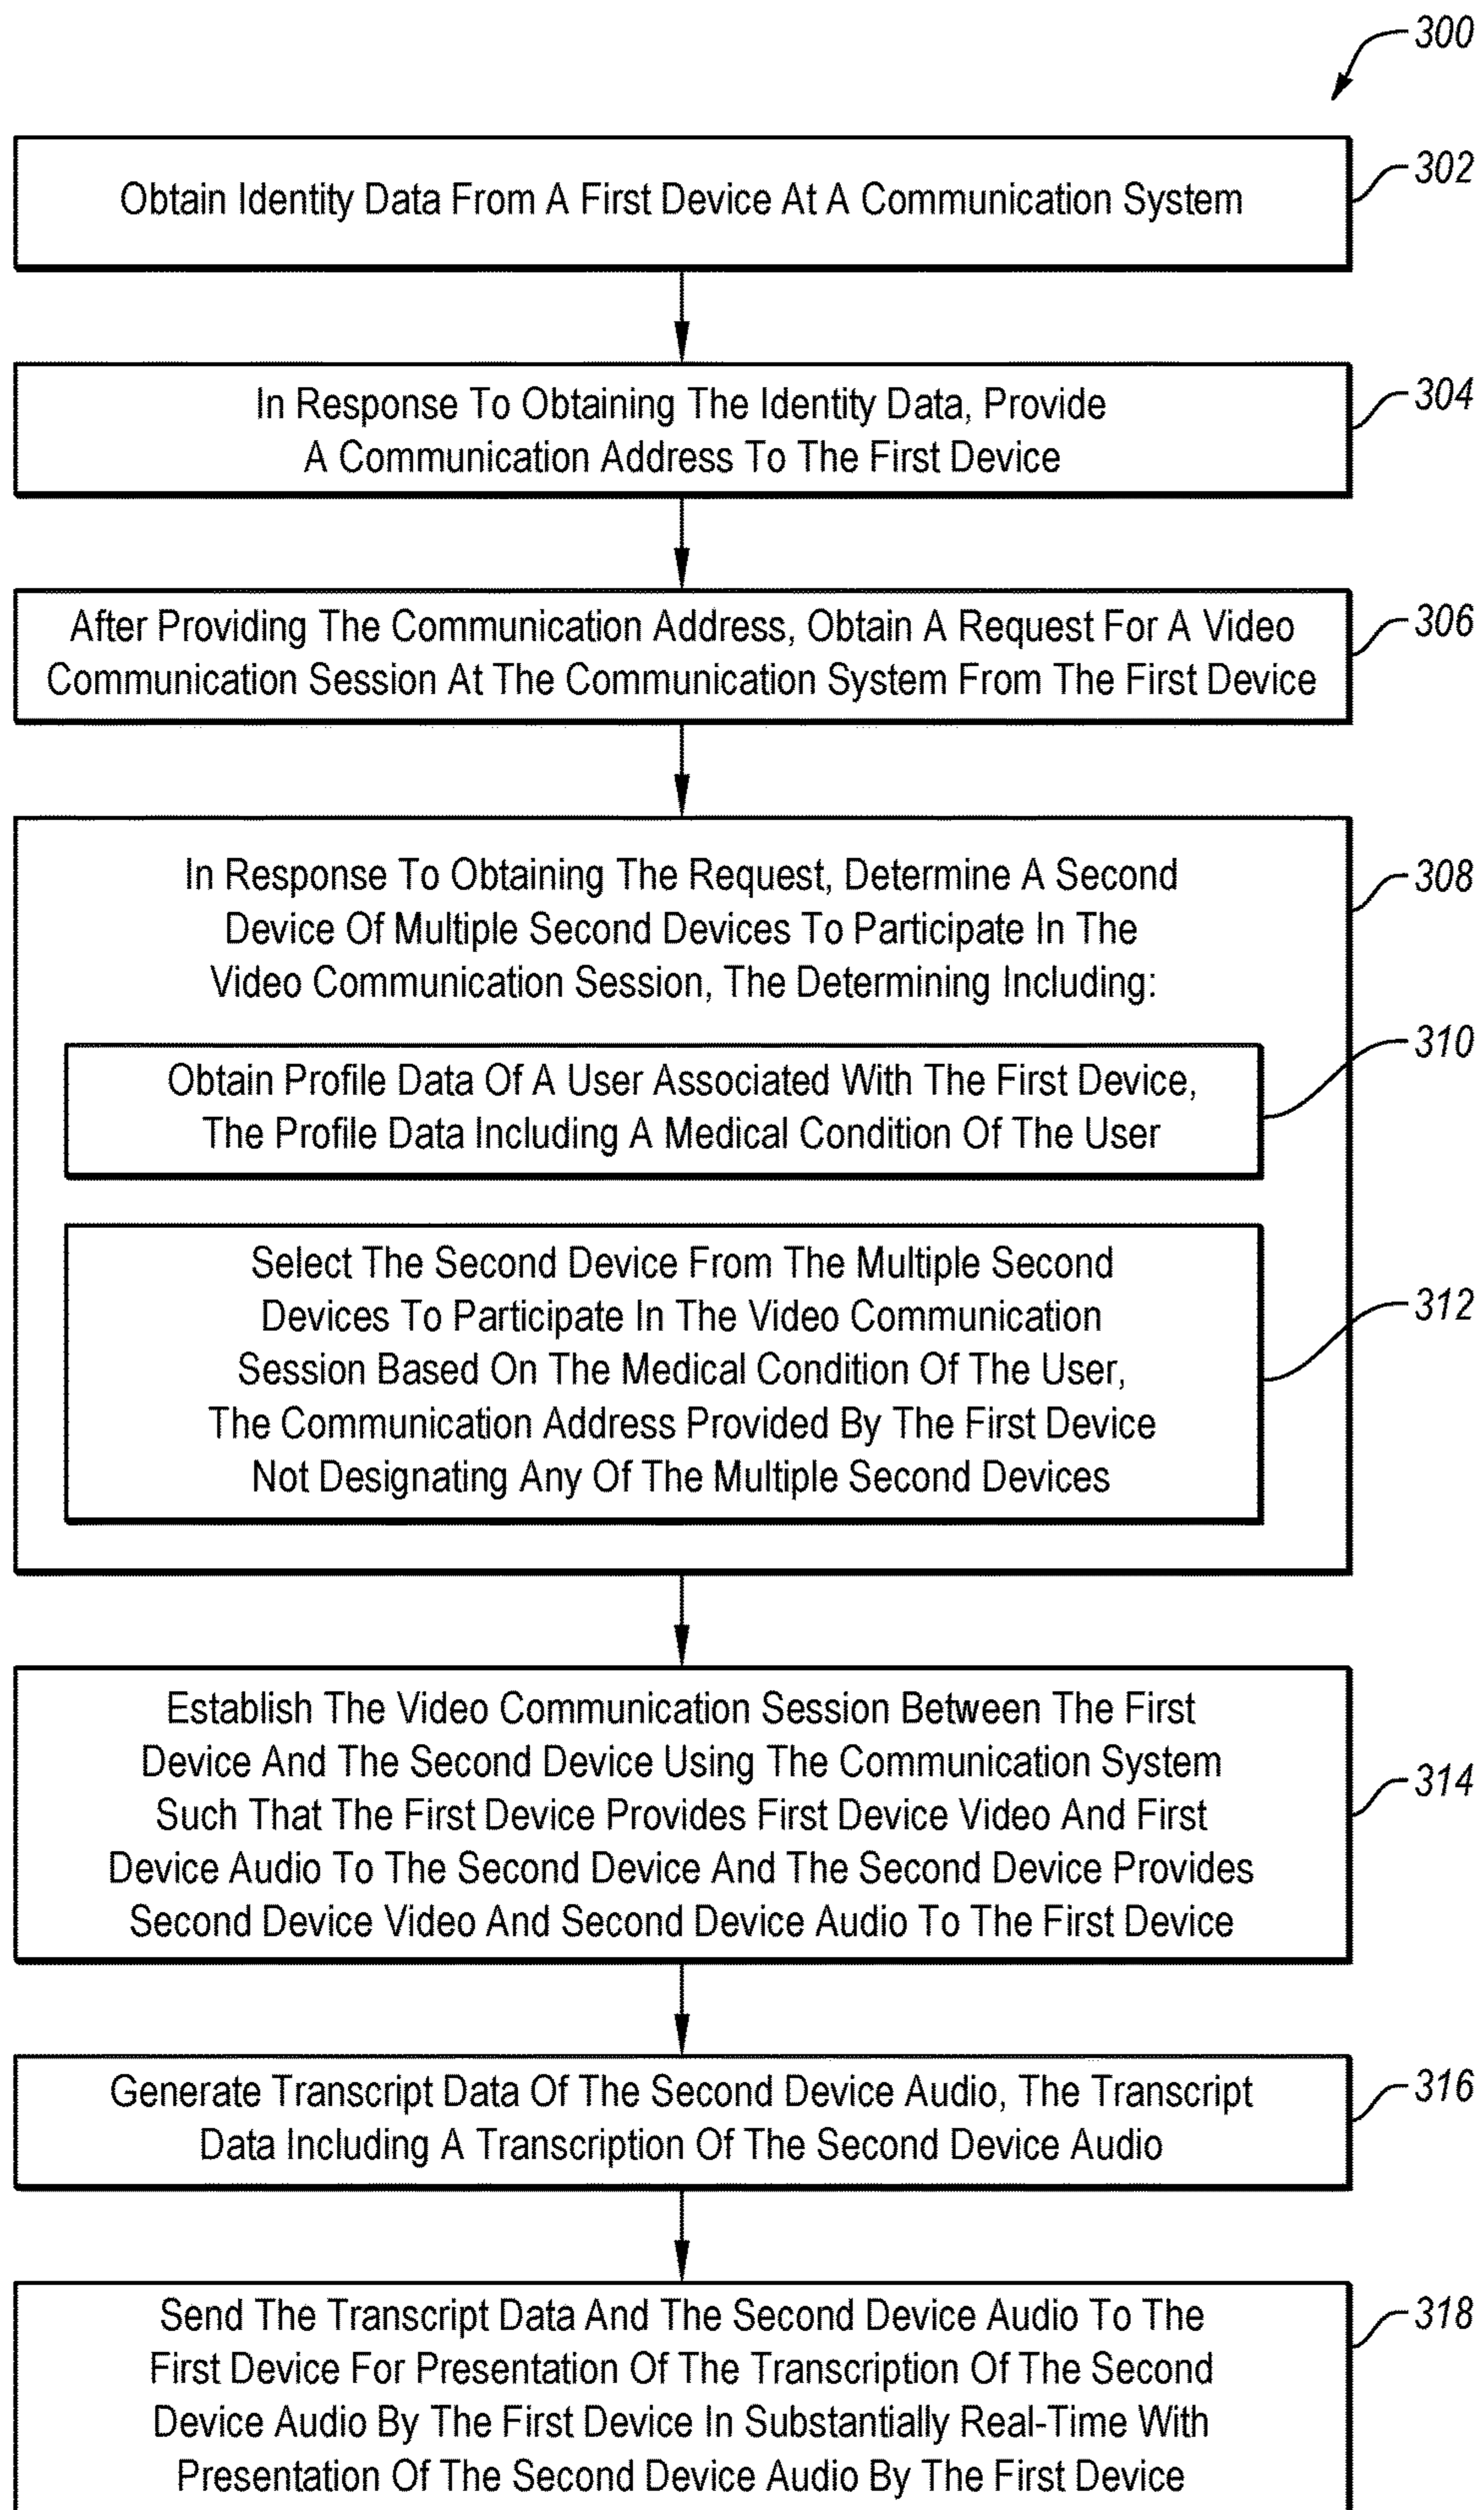 300
302
Obtain Identity Data From A First Device At A Communication System
304
In Response To Obtaining The Identity Data, Provide
A Communication Address To The First Device
306
After Providing The Communication Address, Obtain A Request For A Video
Communication Session At The Communication System From The First Device
308
In Response To Obtaining The Request, Determine A Second
Device Of Multiple Second Devices To Participate In The
Video Communication Session, The Determining Including:
310
Obtain Profile Data Of A User Associated With The First Device,
The Profile Data Including A Medical Condition Of The User
312
Select The Second Device From The Multiple Second
Devices To Participate In The Video Communication
Session Based On The Medical Condition Of The User,
The Communication Address Provided By The First Device
Not Designating Any Of The Multiple Second Devices
314
Establish The Video Communication Session Between The First
Device And The Second Device Using The Communication System
Such That The First Device Provides First Device Video And First
Device Audio To The Second Device And The Second Device Provides
Second Device Video And Second Device Audio To The First Device
316
Generate Transcript Data Of The Second Device Audio, The Transcript
Data Including A Transcription Of The Second Device Audio
318
Send The Transcript Data And The Second Device Audio To The
First Device For Presentation Of The Transcription Of The Second
Device Audio By The First Device In Substantially Real-Time With
Presentation Of The Second Device Audio By The First Device